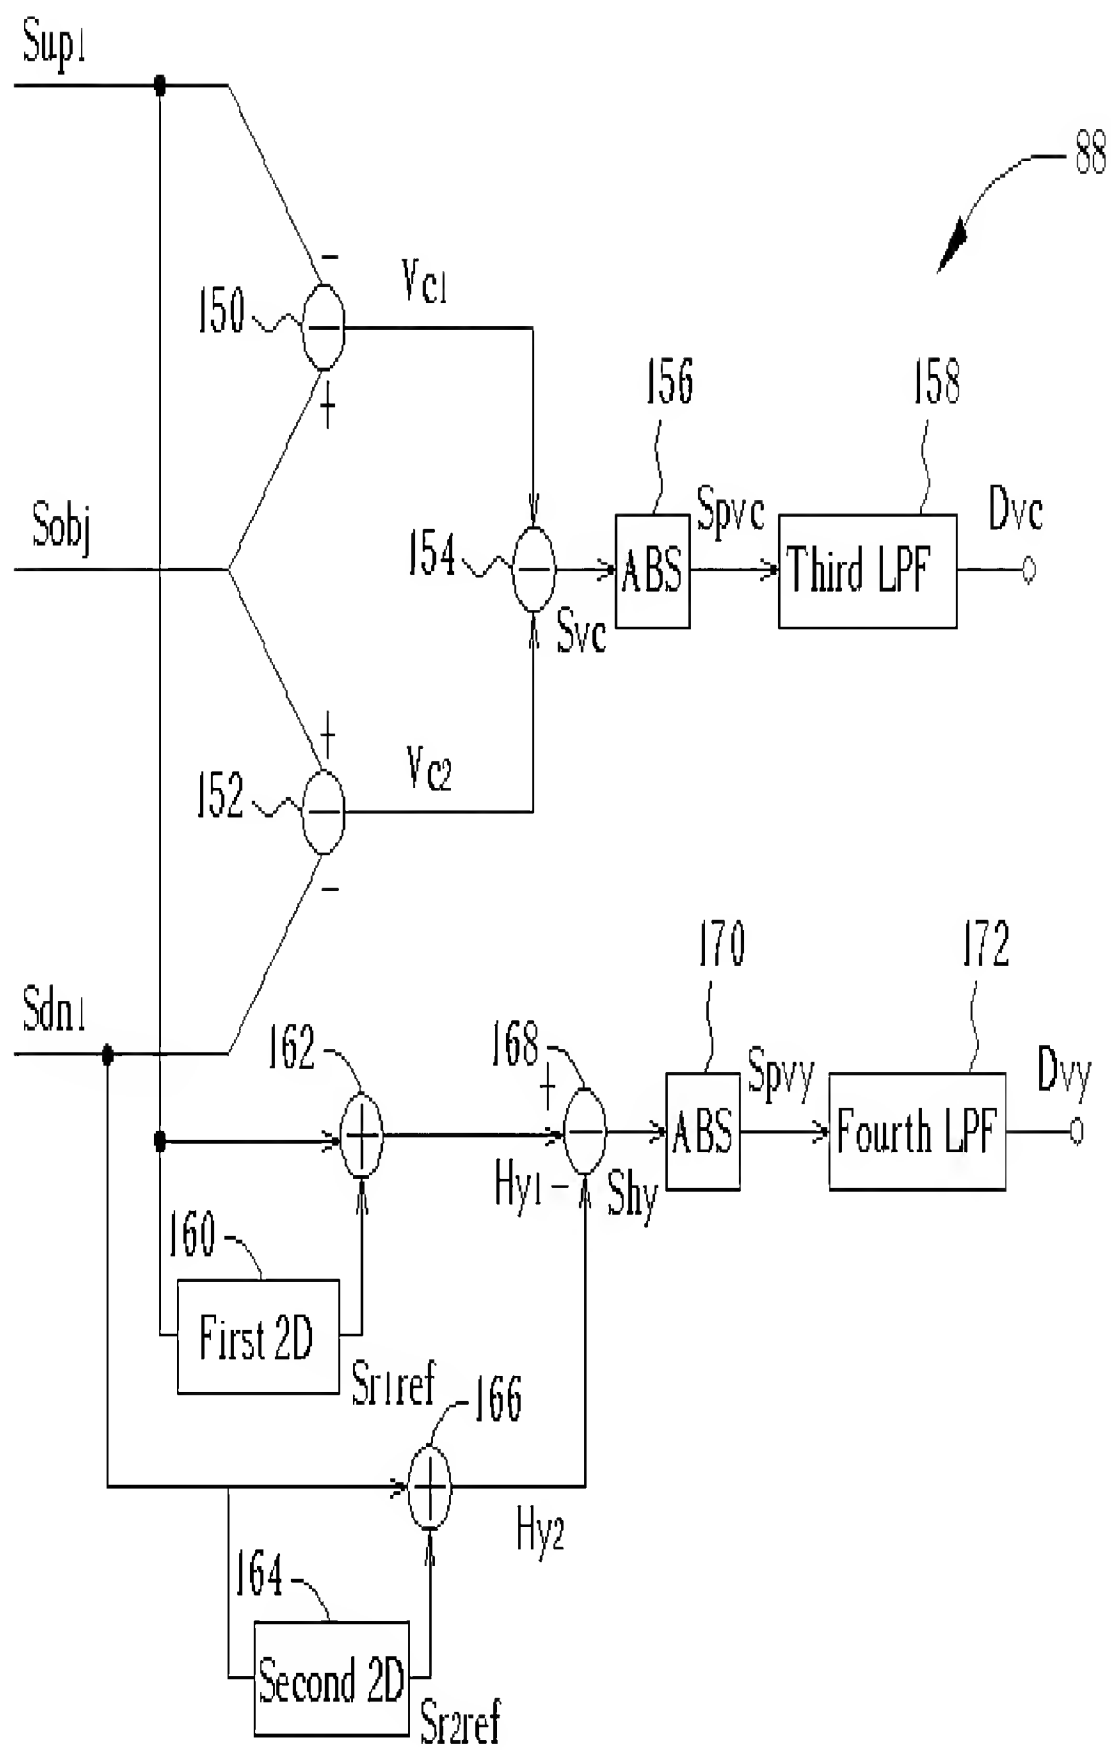 Sup1
88
-
150
Vc1
+
156
158
Sobj
154
Spvc
Dvc
ABS
Third LPF
Svc
+
152
Vc2
-
170
172
Sdn1
162
168
+
Spvy
Dvy
ABS
Fourth LPF
Hy1
-
Shy
160
First 2D
Sr1ref
166
Hy2
164
Second 2D
Sr2ref